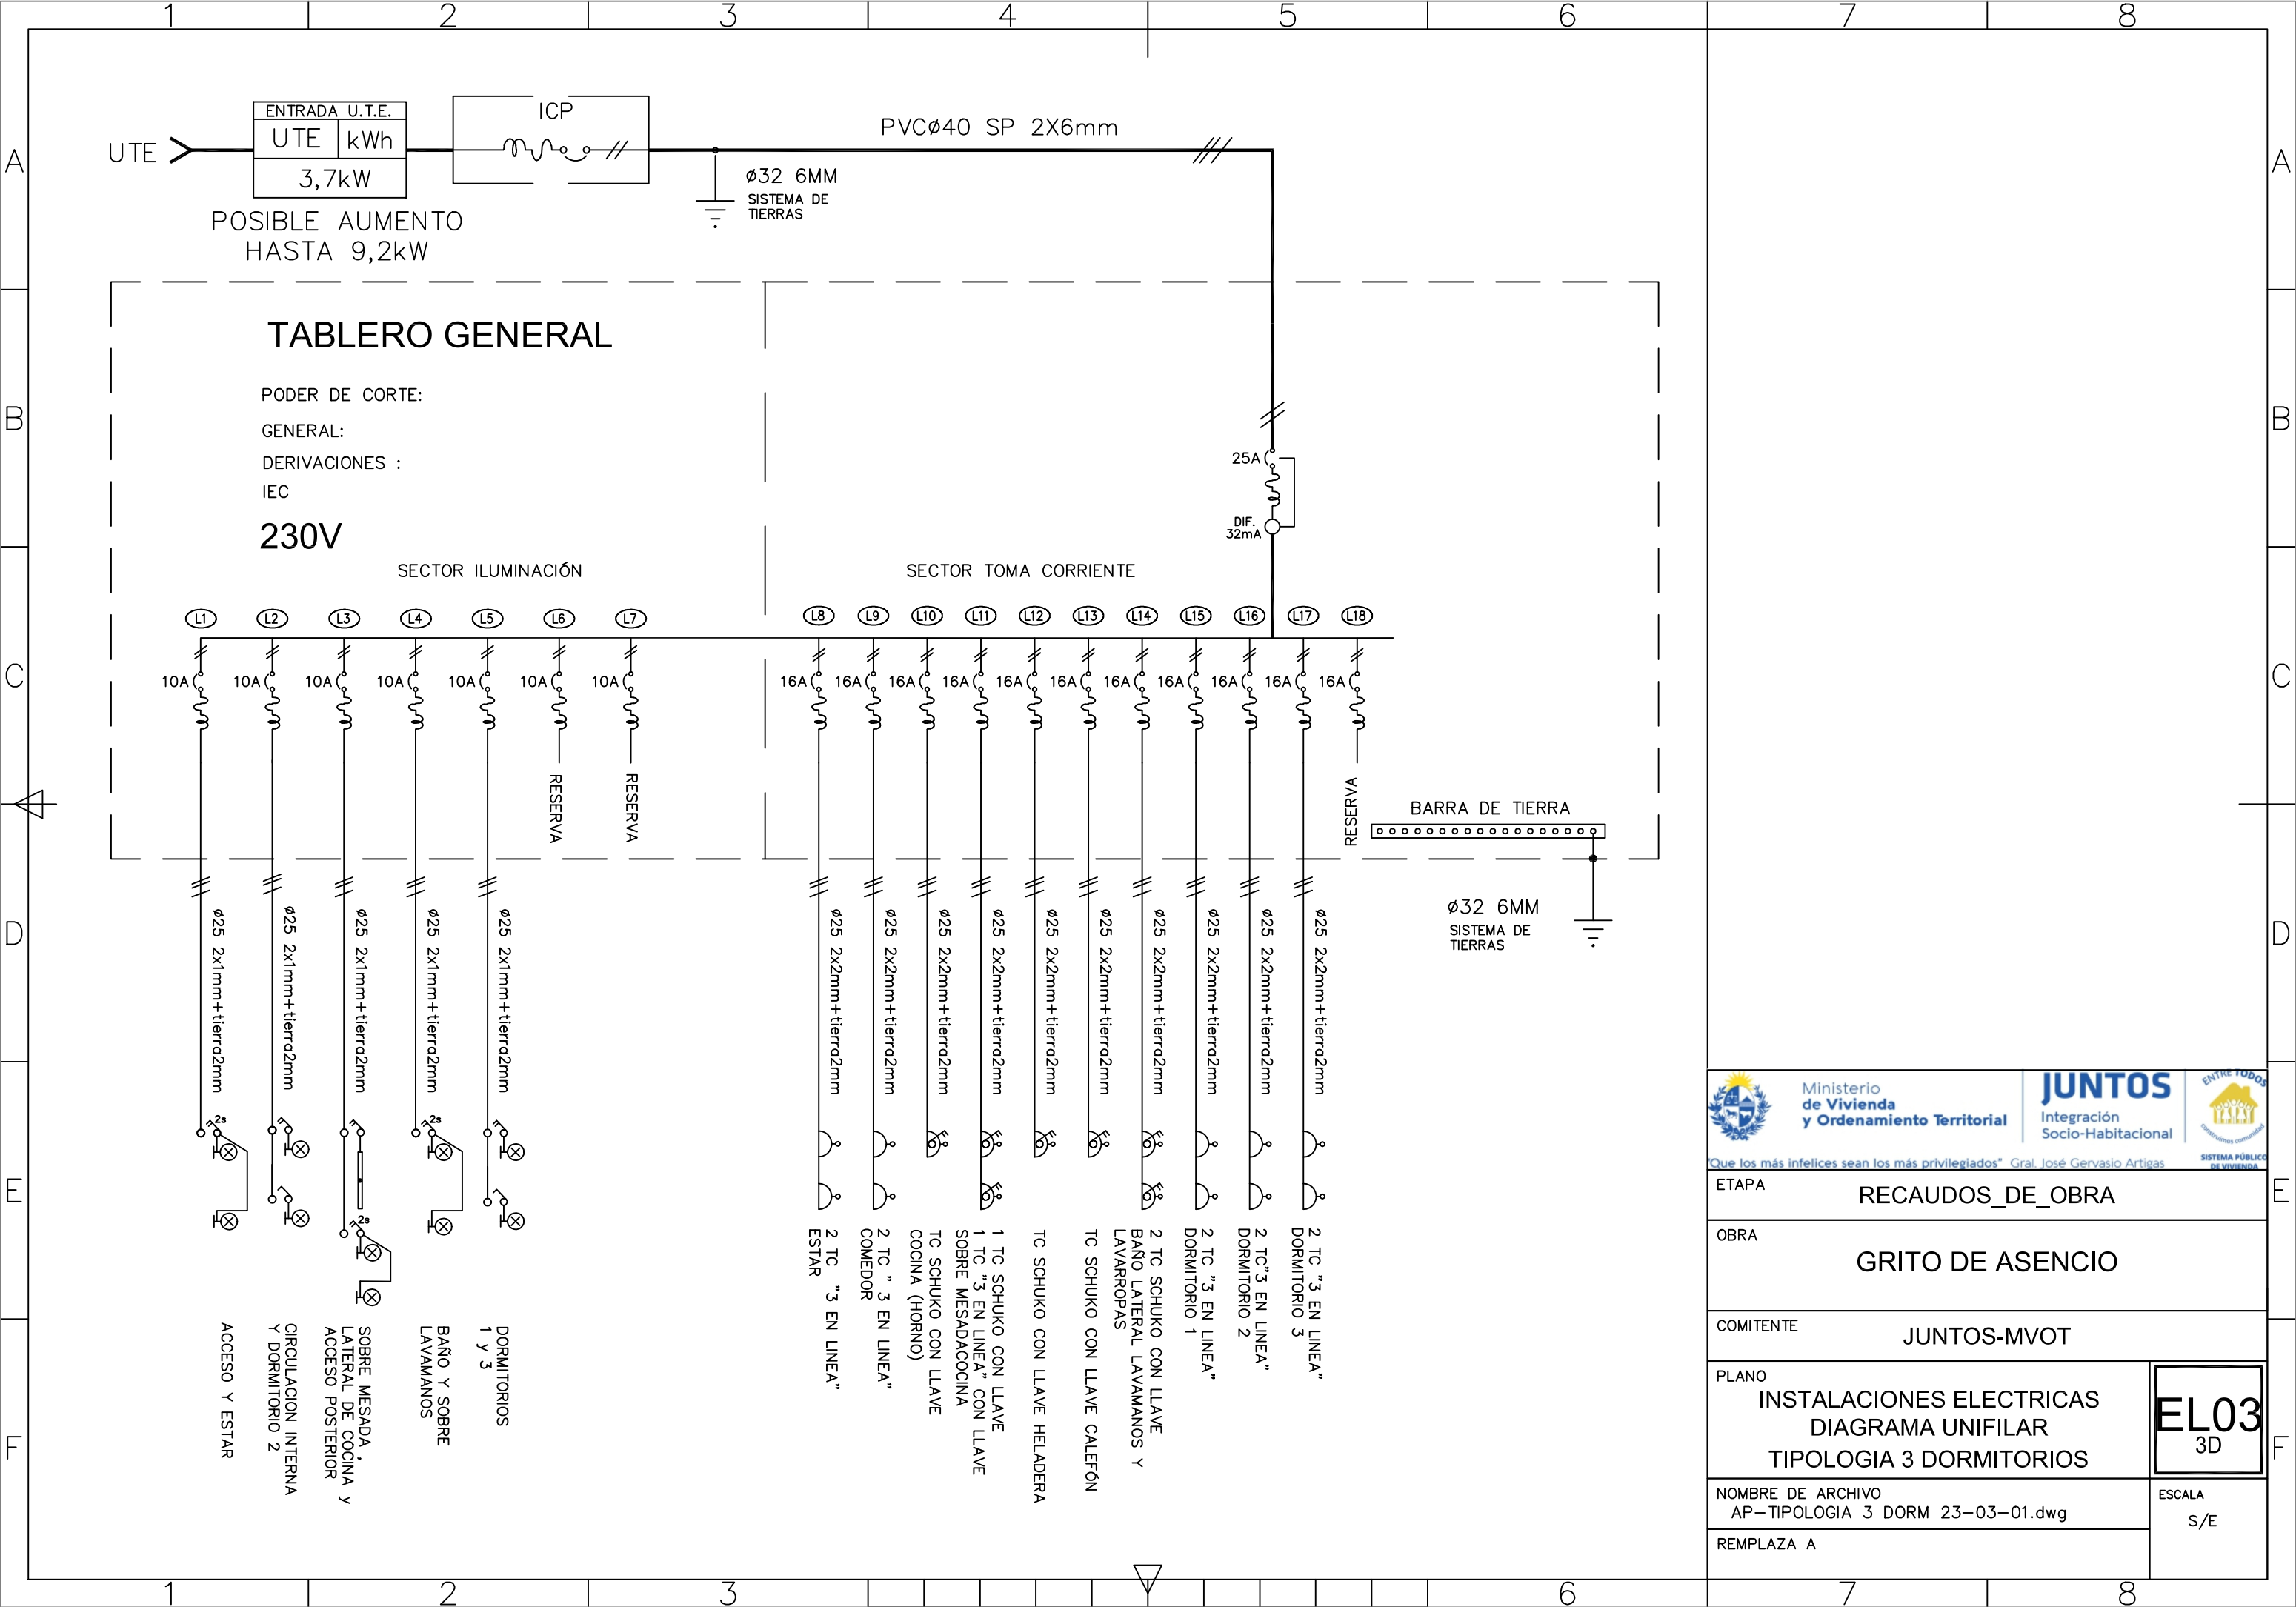 1 2 3 4 5 6 7 8
A A
B B
C C
D D
E E
F F
UTE
ENTRADA U.T.E.
UTE kWh
3,7kW
POSIBLE AUMENTO
HASTA 9,2kW
ICP
PVCø40 SP 2X6mm
ø32 6MM
SISTEMA DE
TIERRAS
TABLERO GENERAL
PODER DE CORTE:
GENERAL:
DERIVACIONES :
IEC
230V
25A
DIF.
32mA
SECTOR ILUMINACIÓN
SECTOR TOMA CORRIENTE
L1 L2 L3 L4 L5 L6 L7 L8 L9 L10 L11 L12 L13 L14 L15 L16 L17 L18
10A 10A 10A 10A 10A 10A 10A 16A 16A 16A 16A 16A 16A 16A 16A 16A 16A 16A
RESERVA
RESERVA
RESERVA
BARRA DE TIERRA
ø32 6MM
SISTEMA DE
TIERRAS
ø25 2x1mm+tierra2mm
ø25 2x1mm+tierra2mm
ø25 2x1mm+tierra2mm
ø25 2x1mm+tierra2mm
ø25 2x1mm+tierra2mm
ø25 2x2mm+tierra2mm
ø25 2x2mm+tierra2mm
ø25 2x2mm+tierra2mm
ø25 2x2mm+tierra2mm
ø25 2x2mm+tierra2mm
ø25 2x2mm+tierra2mm
ø25 2x2mm+tierra2mm
ø25 2x2mm+tierra2mm
ø25 2x2mm+tierra2mm
ø25 2x2mm+tierra2mm
2s
2s
2s
ACCESO Y ESTAR
CIRCULACION INTERNA
Y DORMITORIO 2
SOBRE MESADA ,
LATERAL DE COCINA y
ACCESO POSTERIOR
BAÑO Y SOBRE
LAVAMANOS
DORMITORIOS
1 y 3
2 TC "3 EN LINEA"
ESTAR
2 TC " 3 EN LINEA"
COMEDOR
TC SCHUKO CON LLAVE
COCINA (HORNO)
1 TC SCHUKO CON LLAVE
1 TC "3 EN LINEA" CON LLAVE
SOBRE MESADACOCINA
TC SCHUKO CON LLAVE HELADERA
TC SCHUKO CON LLAVE CALEFÓN
2 TC SCHUKO CON LLAVE
BAÑO LATERAL LAVAMANOS Y
LAVARROPAS
2 TC "3 EN LINEA"
DORMITORIO 1
2 TC"3 EN LINEA"
DORMITORIO 2
2 TC "3 EN LINEA"
DORMITORIO 3
Ministerio
de Vivienda
y Ordenamiento Territorial
JUNTOS
Integración
Socio-Habitacional
ENTRE TODOS
construimos comunidad
SISTEMA PÚBLICO
DE VIVIENDA
"Que los más infelices sean los más privilegiados" Gral. José Gervasio Artigas
ETAPA
RECAUDOS_DE_OBRA
OBRA
GRITO DE ASENCIO
COMITENTE
JUNTOS-MVOT
PLANO
INSTALACIONES ELECTRICAS
DIAGRAMA UNIFILAR
TIPOLOGIA 3 DORMITORIOS
EL03
3D
NOMBRE DE ARCHIVO
AP-TIPOLOGIA 3 DORM 23-03-01.dwg
ESCALA
S/E
REMPLAZA A
1 2 3 6 7 8